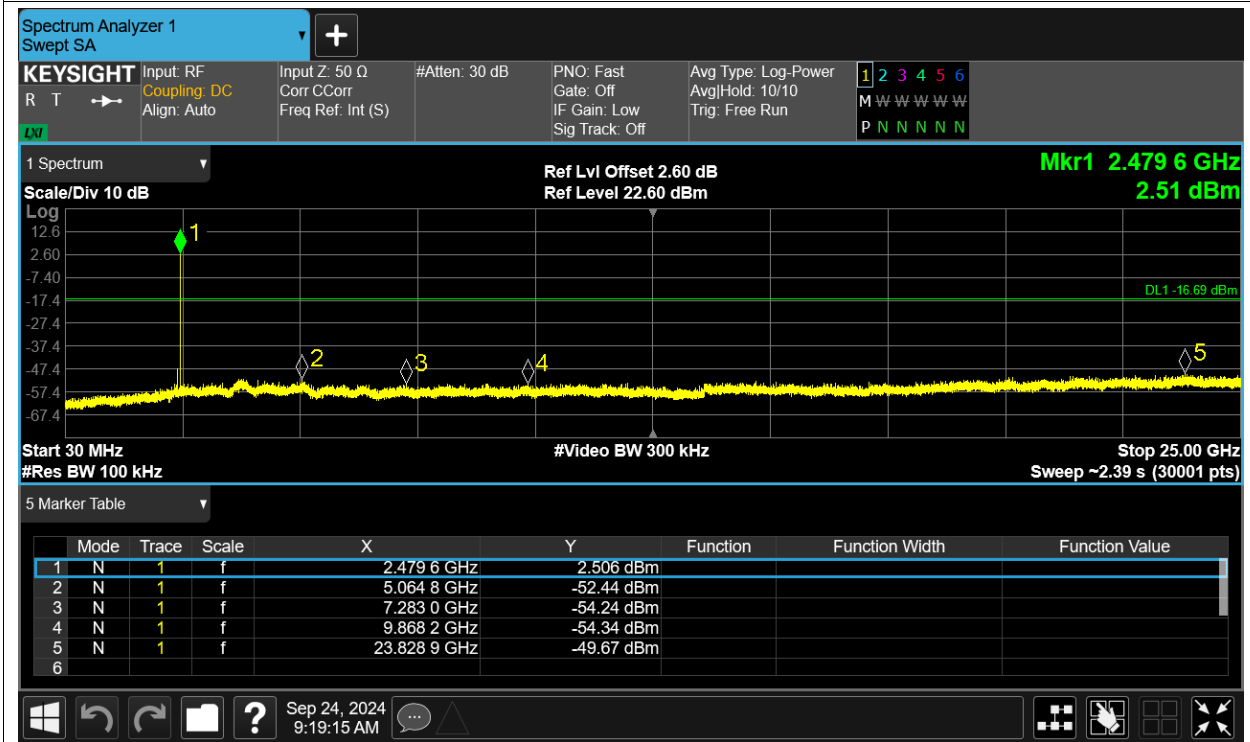 Spectrum Analyzer 1
Swept SA
+
KEYSIGHT Input: RF Input Z: 50 Ω #Atten: 30 dB PNO: Fast Avg Type: Log-Power 1 2 3 4 5 6
R T Coupling: DC Corr CCorr Gate: Off Avg|Hold: 10/10 M W W W W W
Align: Auto Freq Ref: Int (S) IF Gain: Low Trig: Free Run
LXI Sig Track: Off P N N N N N
1 Spectrum Ref Lvl Offset 2.60 dB Mkr1 2.479 6 GHz
Scale/Div 10 dB Ref Level 22.60 dBm 2.51 dBm
Log
12.6
1
2.60
-7.40
DL1 -16.69 dBm
-17.4
-27.4
-37.4
2 3 4 5
-47.4
-57.4
-67.4
Start 30 MHz #Video BW 300 kHz Stop 25.00 GHz
#Res BW 100 kHz Sweep ~2.39 s (30001 pts)
5 Marker Table
Mode Trace Scale X Y Function Function Width Function Value
1 N 1 f 2.479 6 GHz 2.506 dBm
2 N 1 f 5.064 8 GHz -52.44 dBm
3 N 1 f 7.283 0 GHz -54.24 dBm
4 N 1 f 9.868 2 GHz -54.34 dBm
5 N 1 f 23.828 9 GHz -49.67 dBm
6
? Sep 24, 2024
9:19:15 AM